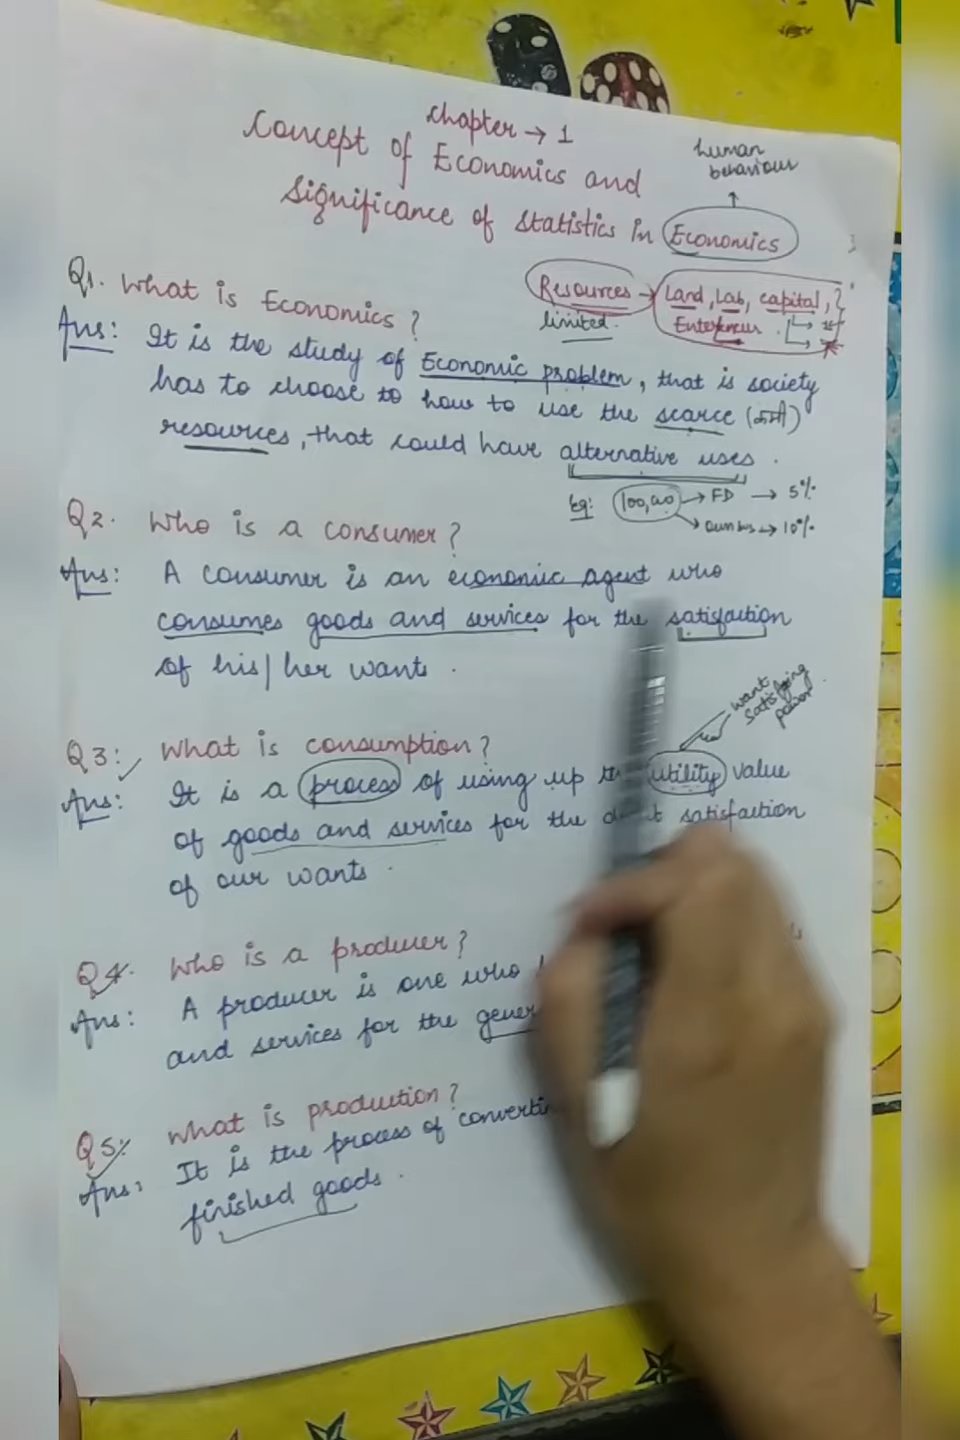 Chapter → 1
Concept of Economics and
Significance of Statistics in Economics
human
behaviour
Q1. What is Economics?
Resources → Land, Lab, capital,
limited.
Ans: It is the study of Economic problem, that is society
has to choose to how to use the scarce (कमी)
resources, that could have alternative uses.
Eg: → FD → 5%
→ 10%
Q2. Who is a consumer?
Ans: A consumer is an economic agent who
consumes goods and services for the satisfaction
of his/her wants.
want
satisfying
power
Q3: What is consumption?
Ans: It is a process of using up utility value
of goods and services for the satisfaction
of our wants.
Q4. Who is a producer?
Ans: A producer is one who
and services for the
Q5. What is production?
Ans: It is the process of
finished goods.